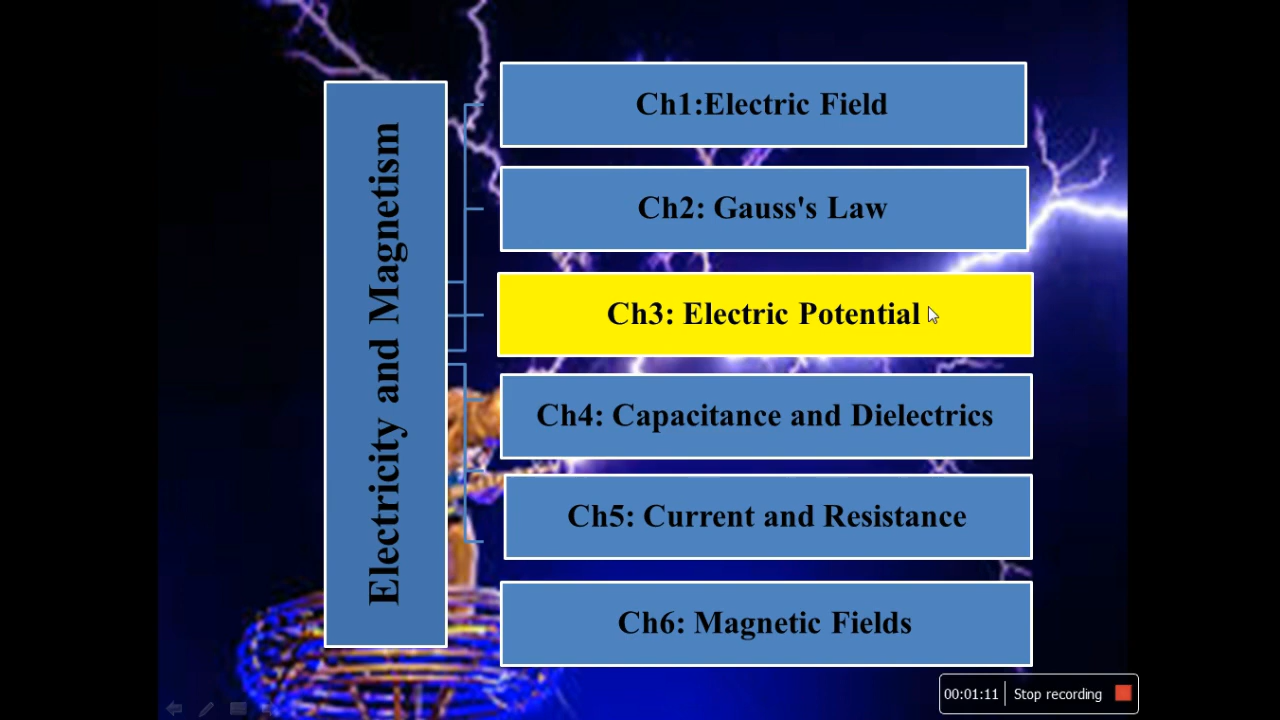 Electricity and Magnetism
Ch1:Electric Field
Ch2: Gauss's Law
Ch3: Electric Potential
Ch4: Capacitance and Dielectrics
Ch5: Current and Resistance
Ch6: Magnetic Fields
00:01:11 Stop recording